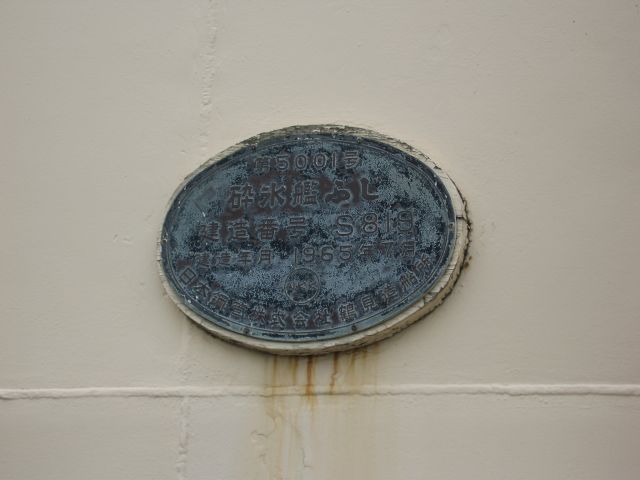 第5001号
砕氷艦ふじ
建造番号 S819
建造年月 1965年7月
日本鋼管株式会社鶴見造船所